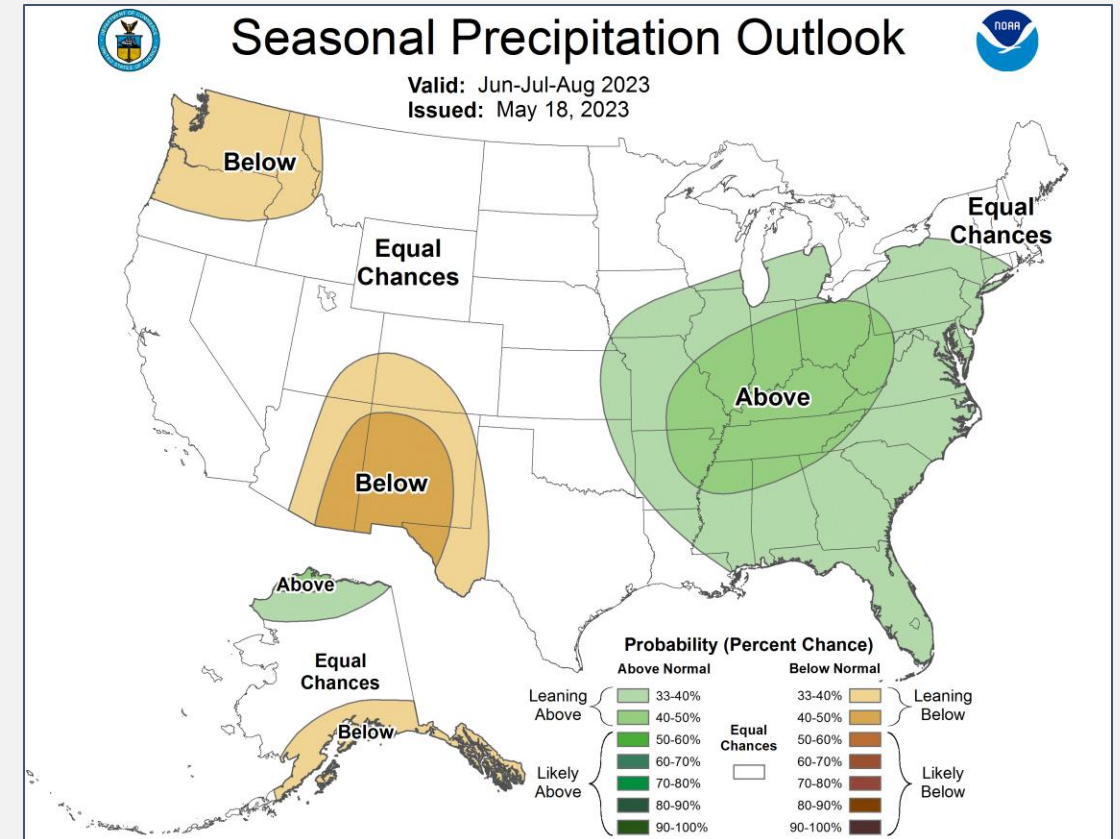 Seasonal Precipitation Outlook
NOAA
Valid: Jun-Jul-Aug 2023
Issued: May 18, 2023
Below
Equal
Chances
Equal
Chances
Above
Below
Above
Equal
Chances
Below
Probability (Percent Chance)
Above Normal
Below Normal
Leaning
Above
33-40%
40-50%
Likely
Above
50-60%
60-70%
70-80%
80-90%
90-100%
Equal
Chances
33-40%
40-50%
Leaning
Below
50-60%
60-70%
70-80%
80-90%
90-100%
Likely
Below